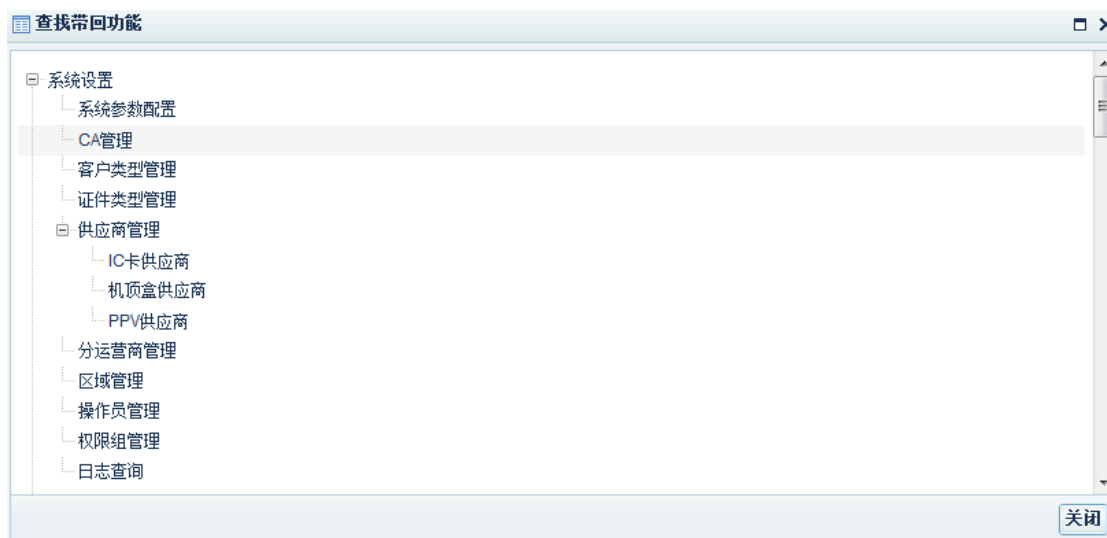 查找带回功能
系统设置
系统参数配置
CA管理
客户类型管理
证件类型管理
供应商管理
IC卡供应商
机顶盒供应商
PPV供应商
分运营商管理
区域管理
操作员管理
权限组管理
日志查询
关闭